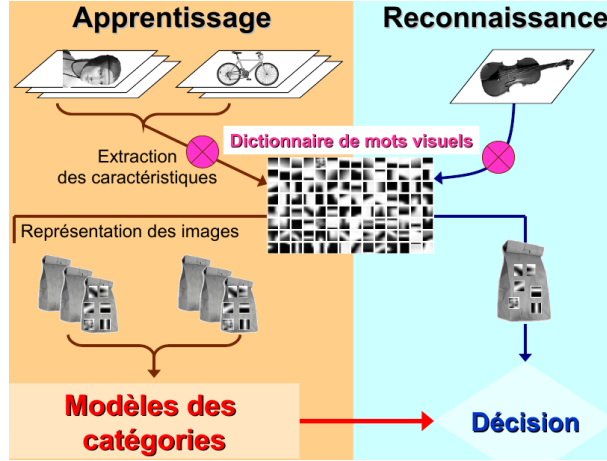 Apprentissage
Reconnaissance
Dictionnaire de mots visuels
Extraction
des caractéristiques
Représentation des images
Modèles des
catégories
Décision